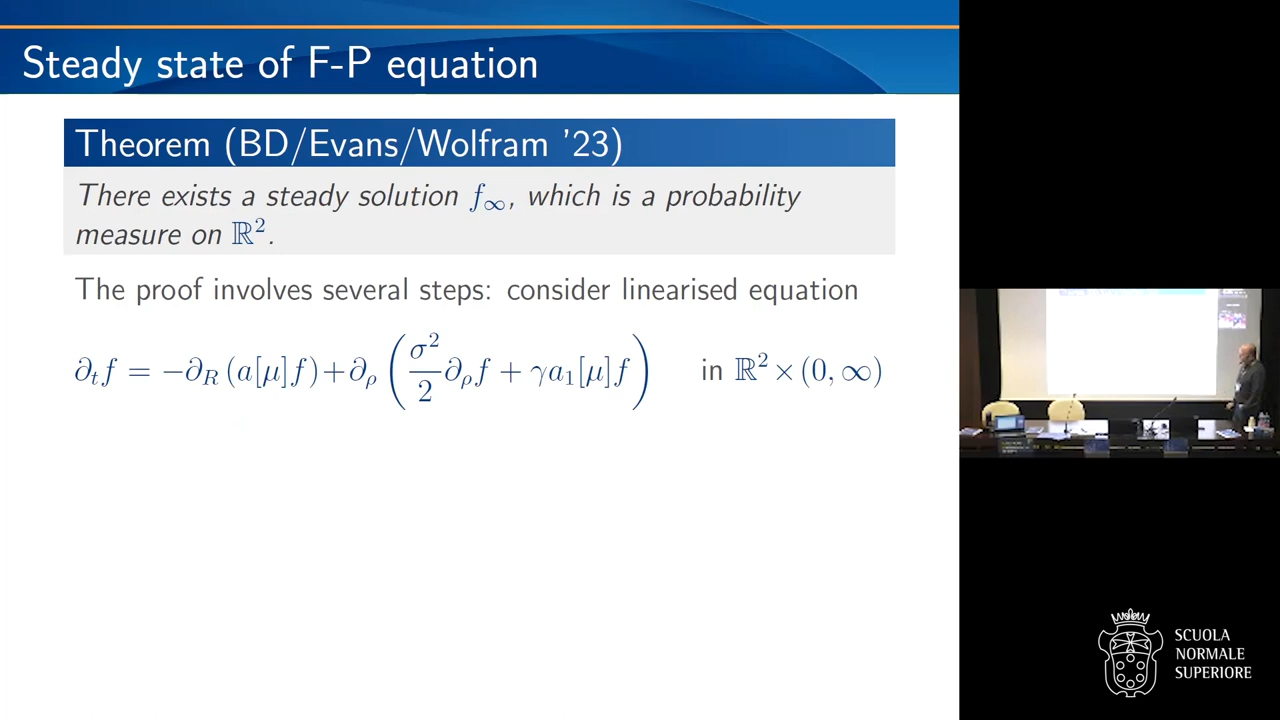 Steady state of F-P equation
Theorem (BD/Evans/Wolfram '23)
There exists a steady solution f∞, which is a probability
measure on ℝ².
The proof involves several steps: consider linearised equation
∂ₜf = −∂_R (a[μ]f)+∂_ρ (σ²/2 ∂_ρf + γa₁[μ]f) in ℝ² × (0, ∞)
SCUOLA
NORMALE
SUPERIORE